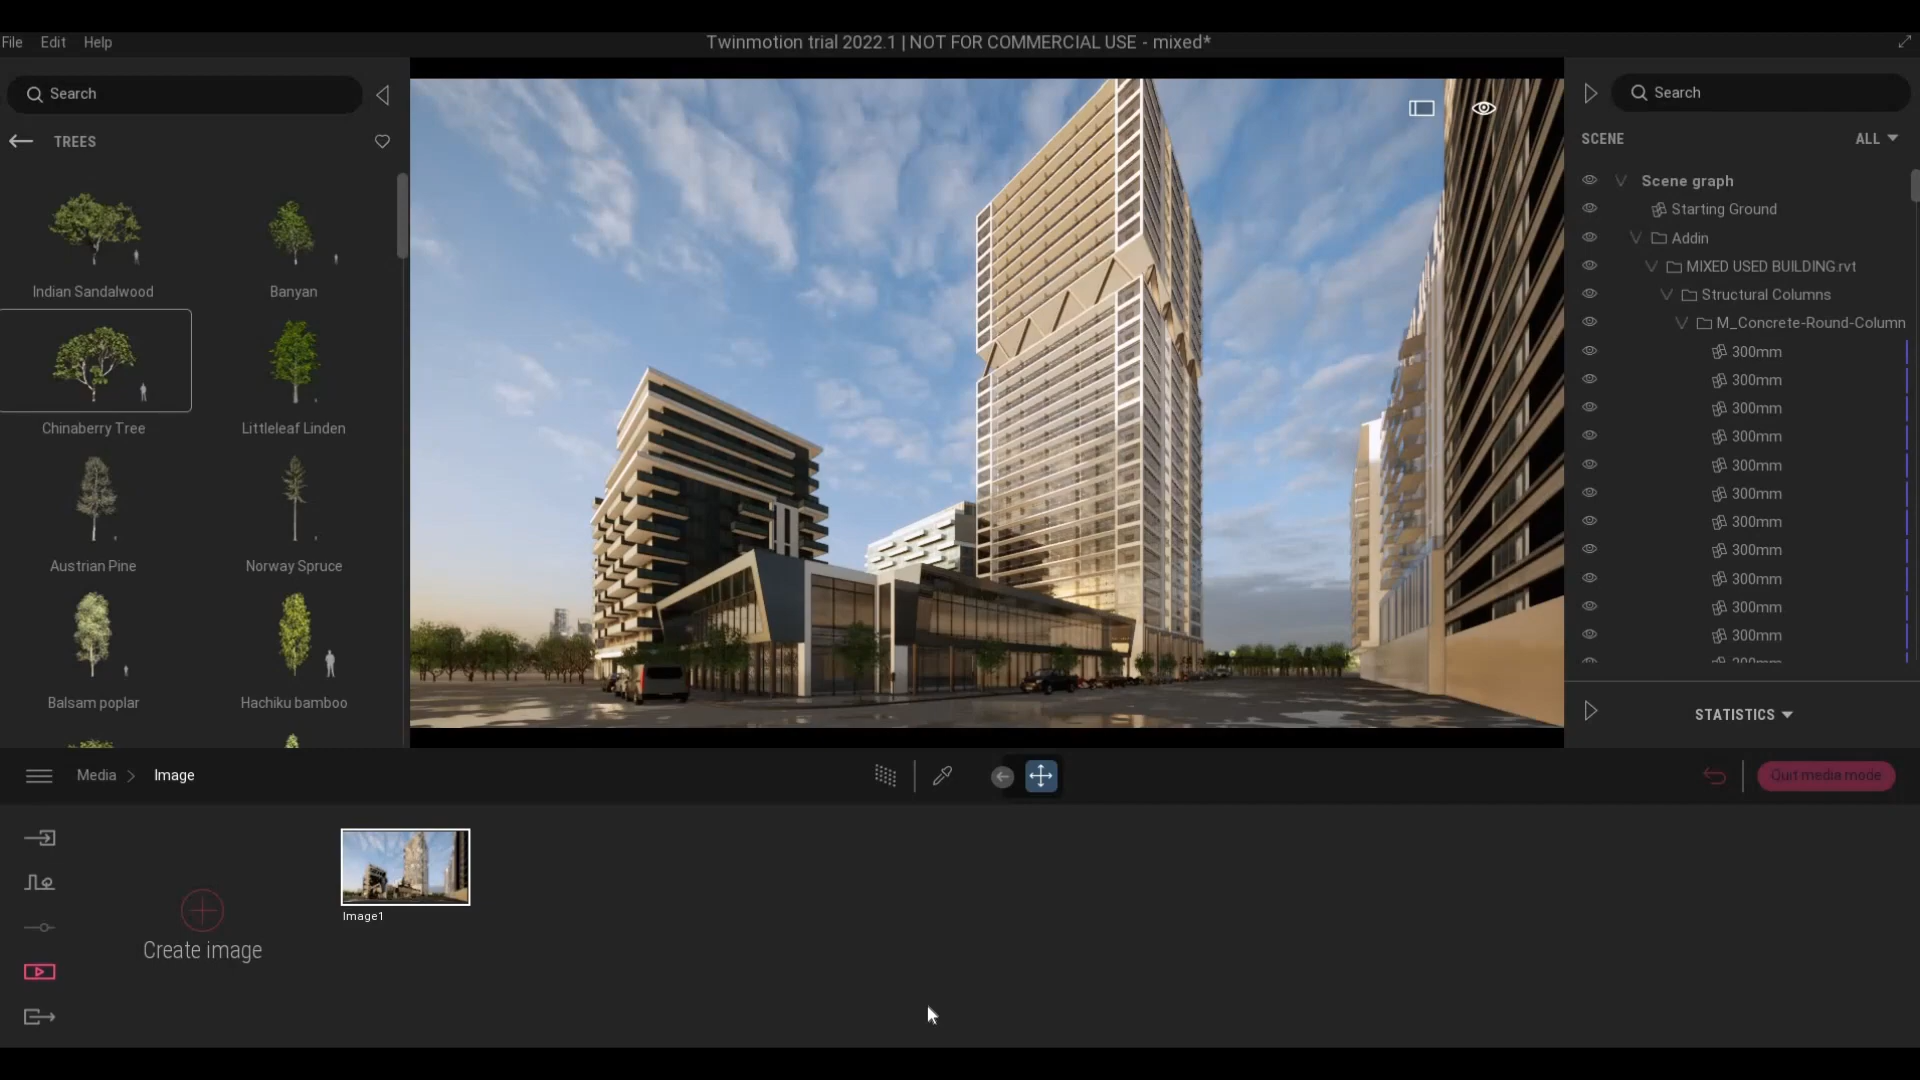 File Edit Help
Twinmotion trial 2022.1 | NOT FOR COMMERCIAL USE - mixed*
Search
TREES
Indian Sandalwood
Banyan
Chinaberry Tree
Littleleaf Linden
Austrian Pine
Norway Spruce
Balsam poplar
Hachiku bamboo
Search
SCENE
ALL
Scene graph
Starting Ground
Addin
MIXED USED BUILDING.rvt
Structural Columns
M_Concrete-Round-Column
300mm
300mm
300mm
300mm
300mm
300mm
300mm
300mm
300mm
300mm
300mm
STATISTICS
Media
Image
Quit media mode
Create image
Image1